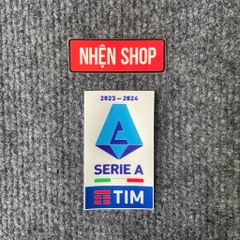 NHỆN SHOP
2023 - 2024
SERIE A
TIM